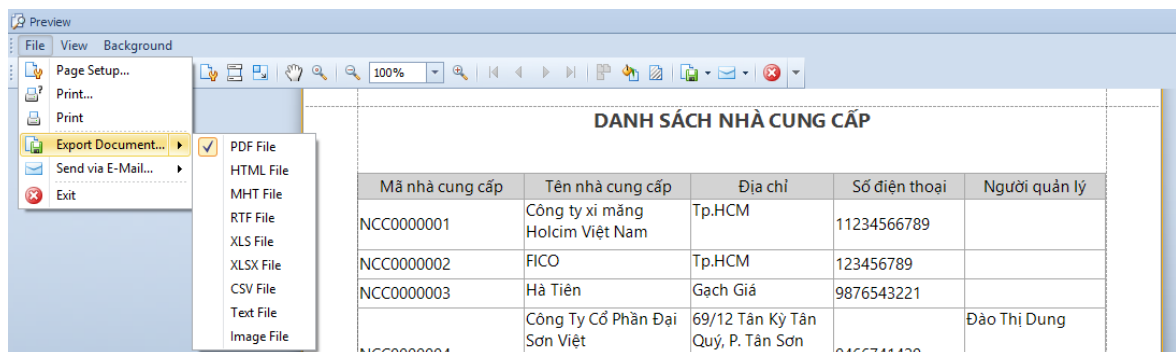 Preview
File View Background
Page Setup...
100%
Print...
Print
Export Document...
Send via E-Mail...
Exit
PDF File
HTML File
MHT File
RTF File
XLS File
XLSX File
CSV File
Text File
Image File
DANH SÁCH NHÀ CUNG CẤP
Mã nhà cung cấp Tên nhà cung cấp Địa chỉ Số điện thoại Người quản lý
NCC0000001 Công ty xi măng Tp.HCM 11234566789
Holcim Việt Nam
NCC0000002 FICO Tp.HCM 123456789
NCC0000003 Hà Tiên Gạch Giá 9876543221
Công Ty Cổ Phần Đại 69/12 Tân Kỳ Tân Đào Thị Dung
Sơn Việt Quý, P. Tân Sơn